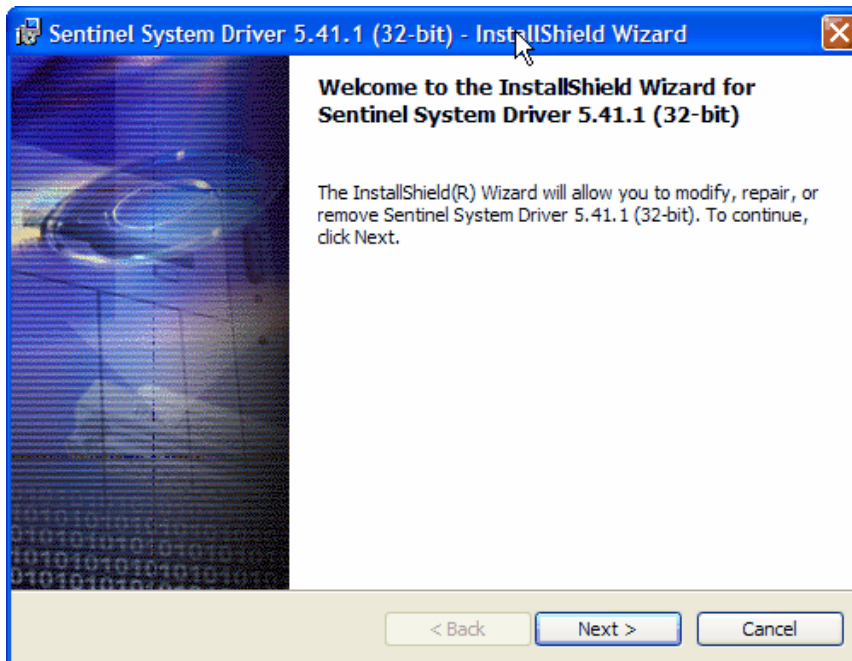 Sentinel System Driver 5.41.1 (32-bit) - InstallShield Wizard
Welcome to the InstallShield Wizard for
Sentinel System Driver 5.41.1 (32-bit)
The InstallShield(R) Wizard will allow you to modify, repair, or
remove Sentinel System Driver 5.41.1 (32-bit). To continue,
click Next.
< Back
Next >
Cancel